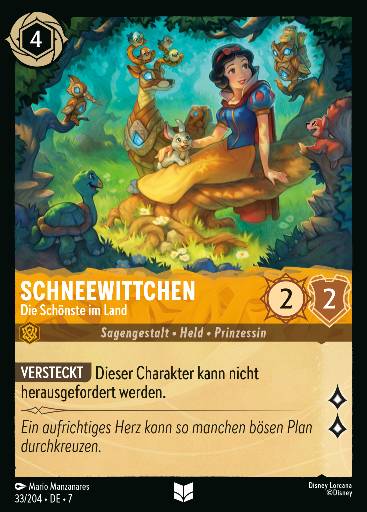 4
SCHNEEWITTCHEN
Die Schönste im Land
2
2
Sagengestalt • Held • Prinzessin
VERSTECKT Dieser Charakter kann nicht
herausgefordert werden.
Ein aufrichtiges Herz kann so manchen bösen Plan
durchkreuzen.
Mario Manzanares
33/204 • DE • 7
Disney Lorcana
©Disney